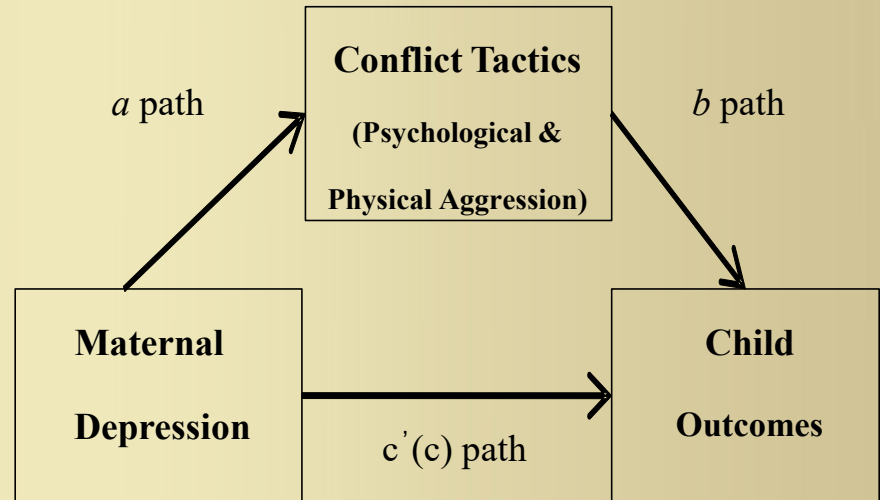 Conflict Tactics
(Psychological &
Physical Aggression)
a path
b path
Maternal
Depression
Child
Outcomes
c’(c) path